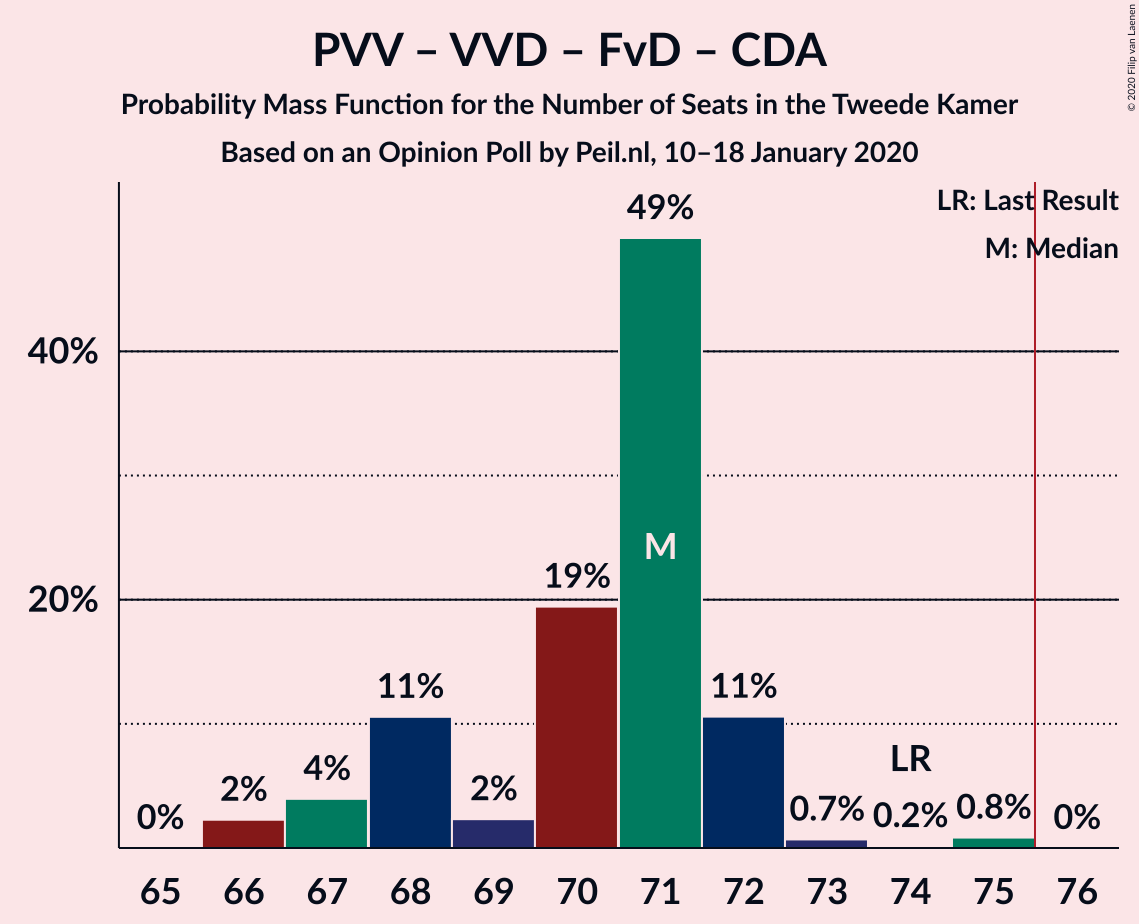 PVV – VVD – FvD – CDA
Probability Mass Function for the Number of Seats in the Tweede Kamer
Based on an Opinion Poll by Peil.nl, 10–18 January 2020
© 2020 Filip van Laenen
LR: Last Result
M: Median
49%
40%
M
19%
20%
11%
11%
LR
4%
2%
2%
0%
0.7%
0.2%
0.8%
0%
65 66 67 68 69 70 71 72 73 74 75 76